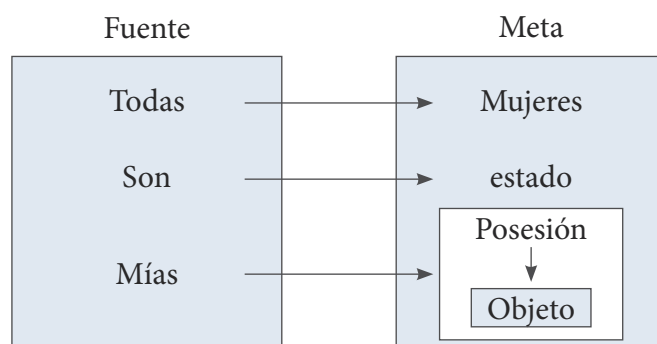 Fuente Meta
Todas Mujeres
Son estado
Posesión
Mías
Objeto